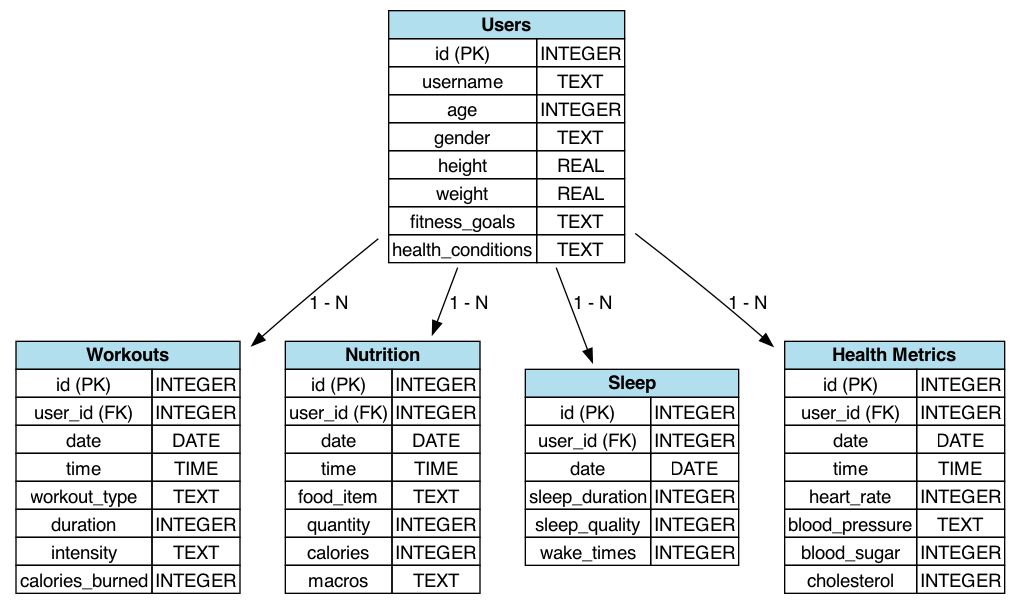 Users
id (PK) INTEGER
username TEXT
age INTEGER
gender TEXT
height REAL
weight REAL
fitness_goals TEXT
health_conditions TEXT
1 - N
1 - N
1 - N
1 - N
Workouts
id (PK) INTEGER
user_id (FK) INTEGER
date DATE
time TIME
workout_type TEXT
duration INTEGER
intensity TEXT
calories_burned INTEGER
Nutrition
id (PK) INTEGER
user_id (FK) INTEGER
date DATE
time TIME
food_item TEXT
quantity INTEGER
calories INTEGER
macros TEXT
Sleep
id (PK) INTEGER
user_id (FK) INTEGER
date DATE
sleep_duration INTEGER
sleep_quality INTEGER
wake_times INTEGER
Health Metrics
id (PK) INTEGER
user_id (FK) INTEGER
date DATE
time TIME
heart_rate INTEGER
blood_pressure TEXT
blood_sugar INTEGER
cholesterol INTEGER